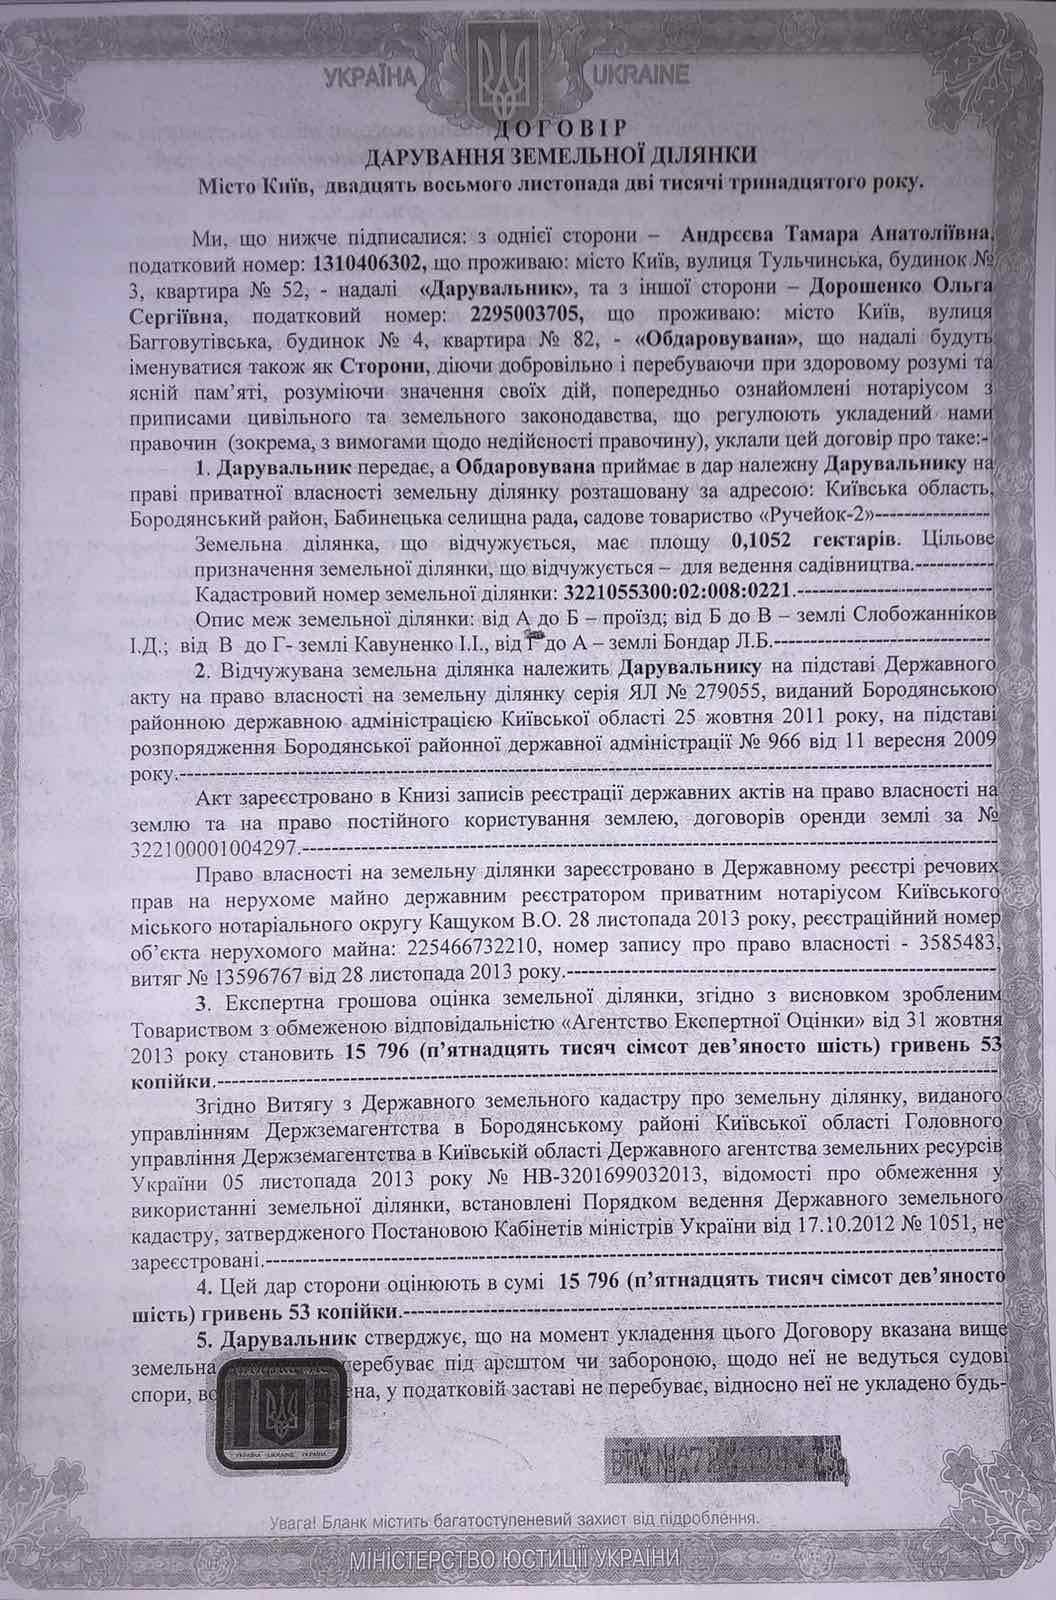 УКРАЇНА UKRAINE
ДОГОВІР
ДАРУВАННЯ ЗЕМЕЛЬНОЇ ДІЛЯНКИ
Місто Київ, двадцять восьмого листопада дві тисячі тринадцятого року.
Ми, що нижче підписалися: з однієї сторони – Андрєєва Тамара Анатоліївна,
податковий номер: 1310406302, що проживаю: місто Київ, вулиця Тульчинська, будинок №
3, квартира № 52, - надалі «Дарувальник», та з іншої сторони – Дорошенко Ольга
Сергіївна, податковий номер: 2295003705, що проживаю: місто Київ, вулиця
Багговутівська, будинок № 4, квартира № 82, - «Обдаровувана», що надалі будуть
іменуватися також як Сторони, діючи добровільно і перебуваючи при здоровому розумі та
ясній пам’яті, розуміючи значення своїх дій, попередньо ознайомлені нотаріусом з
приписами цивільного та земельного законодавства, що регулюють укладений нами
правочин (зокрема, з вимогами щодо недійсності правочину), уклали цей договір про таке:-
1. Дарувальник передає, а Обдаровувана приймає в дар належну Дарувальнику на
праві приватної власності земельну ділянку розташовану за адресою: Київська область,
Бородянський район, Бабинецька селищна рада, садове товариство «Ручейок-2»----------------
Земельна ділянка, що відчужується, має площу 0,1052 гектарів. Цільове
призначення земельної ділянки, що відчужується – для ведення садівництва.-----------
Кадастровий номер земельної ділянки: 3221055300:02:008:0221.---------------------------
Опис меж земельної ділянки: від А до Б – проїзд; від Б до В – землі Слобожанніков
І.Д.; від В до Г- землі Кавуненко І.І., від Г до А – землі Бондар Л.Б.------------------------------
2. Відчужувана земельна ділянка належить Дарувальнику на підставі Державного
акту на право власності на земельну ділянку серія ЯЛ № 279055, виданий Бородянською
районною державною адміністрацією Київської області 25 жовтня 2011 року, на підставі
розпорядження Бородянської районної державної адміністрації № 966 від 11 вересня 2009
року.--------------------------------------------------------------------------------------------------------------
Акт зареєстровано в Книзі записів реєстрації державних актів на право власності на
землю та на право постійного користування землею, договорів оренди землі за №
322100001004297.----------------------------------------------------------------------------------------------
Право власності на земельну ділянки зареєстровано в Державному реєстрі речових
прав на нерухоме майно державним реєстратором приватним нотаріусом Київського
міського нотаріального округу Кащуком В.О. 28 листопада 2013 року, реєстраційний номер
об’єкта нерухомого майна: 225466732210, номер запису про право власності - 3585483,
витяг № 13596767 від 28 листопада 2013 року.----------------------------------------------------------
3. Експертна грошова оцінка земельної ділянки, згідно з висновком зробленим
Товариством з обмеженою відповідальністю «Агентство Експертної Оцінки» від 31 жовтня
2013 року становить 15 796 (п’ятнадцять тисяч сімсот дев’яносто шість) гривень 53
копійки.----------------------------------------------------------------------------------------------------------
Згідно Витягу з Державного земельного кадастру про земельну ділянку, виданого
управлінням Держземагентства в Бородянському районі Київської області Головного
управління Держземагентства в Київській області Державного агентства земельних ресурсів
України 05 листопада 2013 року № НВ-3201699032013, відомості про обмеження у
використанні земельної ділянки, встановлені Порядком ведення Державного земельного
кадастру, затвердженого Постановою Кабінетів міністрів України від 17.10.2012 № 1051, не
зареєстровані.---------------------------------------------------------------------------------------------------
4. Цей дар сторони оцінюють в сумі 15 796 (п’ятнадцять тисяч сімсот дев’яносто
шість) гривень 53 копійки.----------------------------------------------------------------------------------
5. Дарувальник стверджує, що на момент укладення цього Договору вказана вище
земельна перебуває під арештом чи забороною, щодо неї не ведуться судові
спори, у податковій заставі не перебуває, відносно неї не укладено будь-
УКРАЇНА UKRAINE УКРАЇНА
Увага! Бланк містить багатоступеневий захист від підроблення.
МІНІСТЕРСТВО ЮСТИЦІЇ УКРАЇНИ